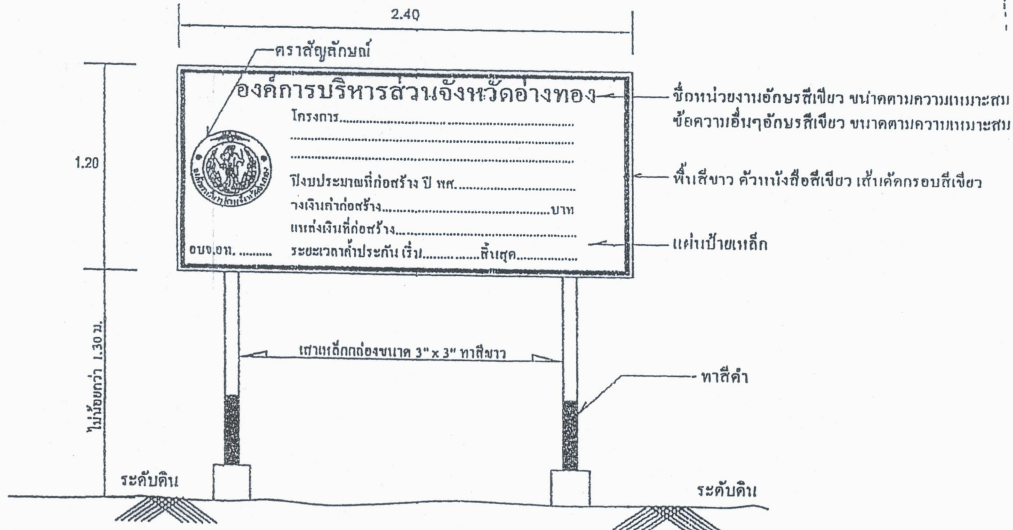 2.40
ตราสัญลักษณ์
องค์การบริหารส่วนจังหวัดอ่างทอง
ชื่อหน่วยงานอักษรสีเขียว ขนาดตามความเหมาะสม
ข้อความอื่นๆอักษรสีเขียว ขนาดตามความเหมาะสม
โครงการ
1.20
ปีงบประมาณที่ก่อสร้าง ปี พศ.
พื้นสีขาว ตัวหนังสือสีเขียว เส้นตัดกรอบสีเขียว
วงเงินค่าก่อสร้าง บาท
แหล่งเงินที่ก่อสร้าง
แผ่นป้ายเหล็ก
อบจ.อท. ระยะเวลาค้ำประกัน เริ่ม สิ้นสุด
ไม่น้อยกว่า 1.30 ม.
เสาเหล็กกล่องขนาด 3" x 3" ทาสีขาว
ทาสีดำ
ระดับดิน
ระดับดิน